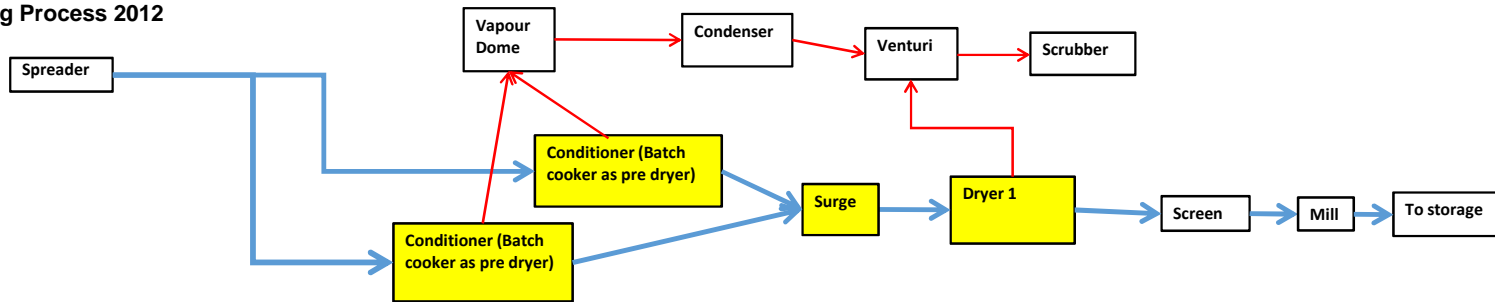 g Process 2012
Vapour
Dome
Condenser
Venturi
Scrubber
Spreader
Conditioner (Batch
cooker as pre dryer)
Surge
Dryer 1
Screen
Mill
To storage
Conditioner (Batch
cooker as pre dryer)